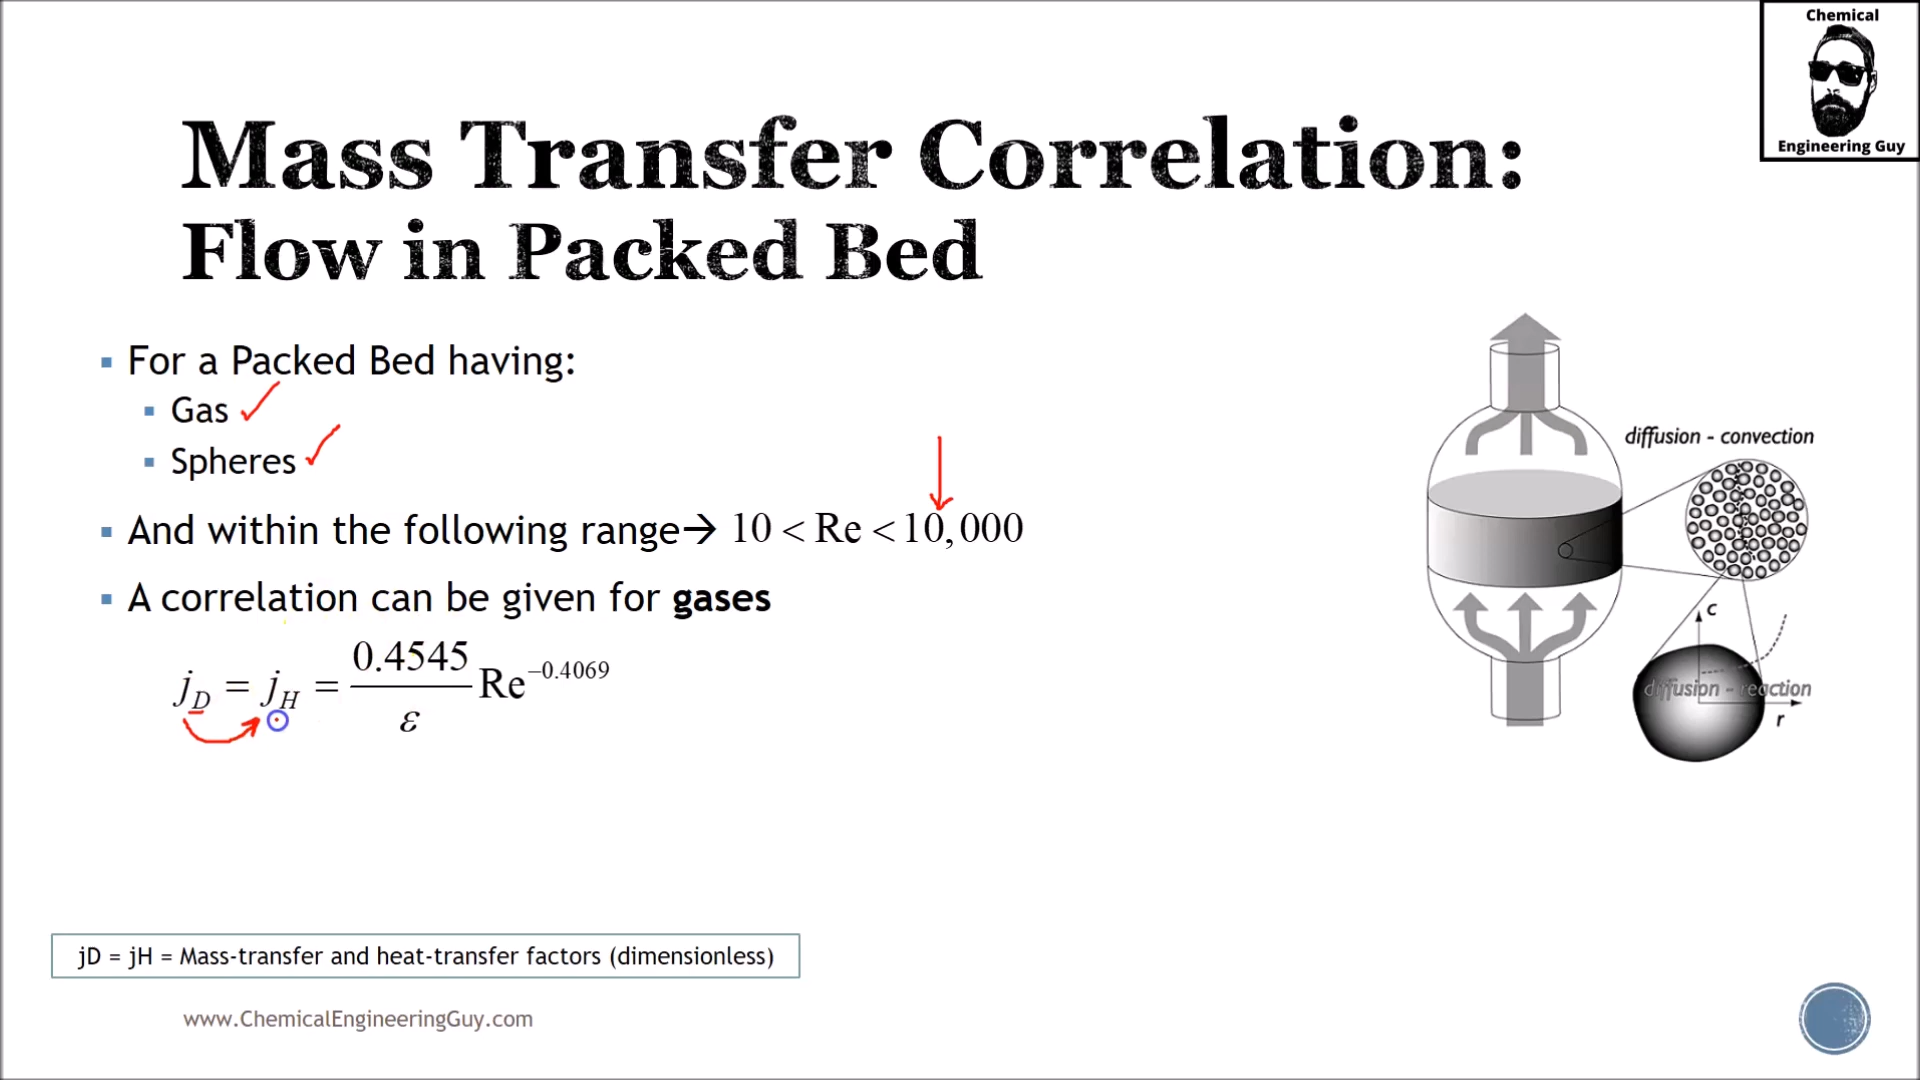 Chemical
Engineering Guy
Mass Transfer Correlation:
Flow in Packed Bed
▪ For a Packed Bed having:
▪ Gas
▪ Spheres
▪ And within the following range→ 10 < Re < 10,000
▪ A correlation can be given for gases
j_D = j_H = 0.4545/ε Re^−0.4069
diffusion - convection
c
diffusion - reaction
r
jD = jH = Mass-transfer and heat-transfer factors (dimensionless)
www.ChemicalEngineeringGuy.com